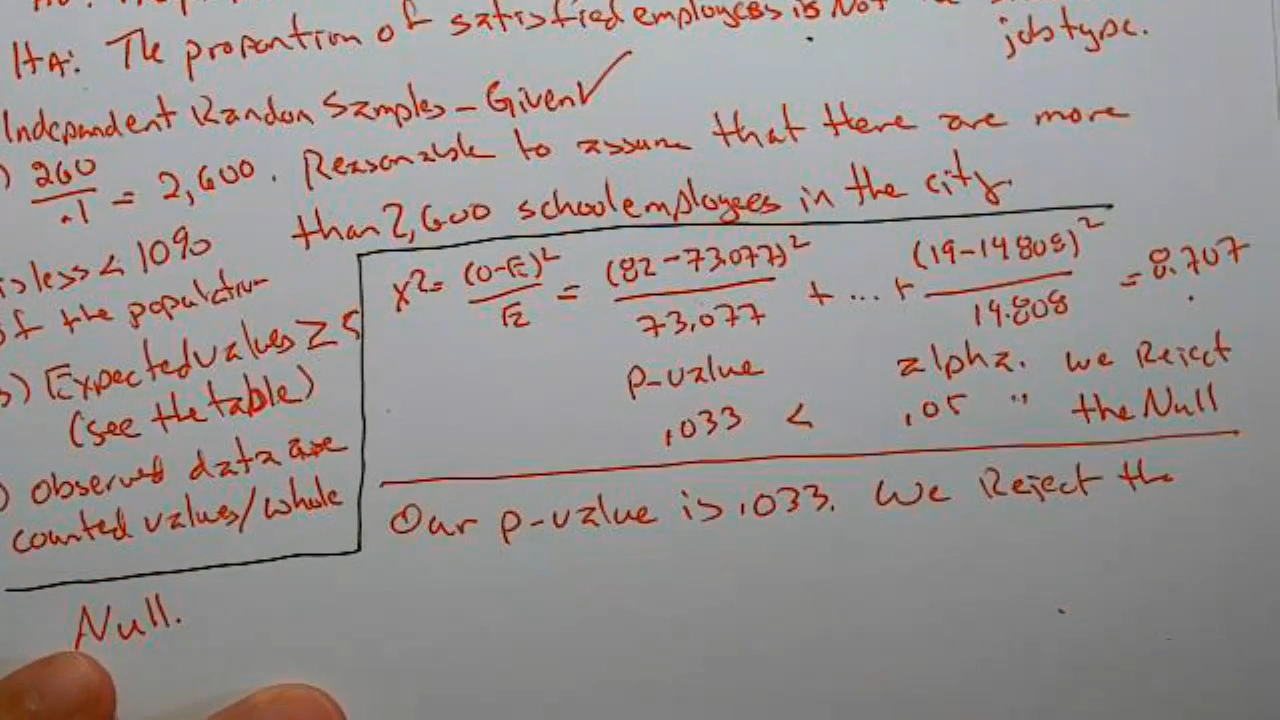 HA: The proportion of satisfied employees is Not
job type.
Independent Random Samples - Given✓
) 260/.1 = 2,600. Reasonable to assume that there are more
than 2,600 school employees in the city.
is less < 10%
of the population
) Expected values ≥ 5
(see the table)
) Observed data are
counted values/whole
X²= (O-E)²/E = (82-73.077)²/73.077 + ... + (19-14.808)²/14.808 = 8.707
p-value alpha. We Reject
.033 < .05 " the Null
Our p-value is .033. We Reject the
Null.